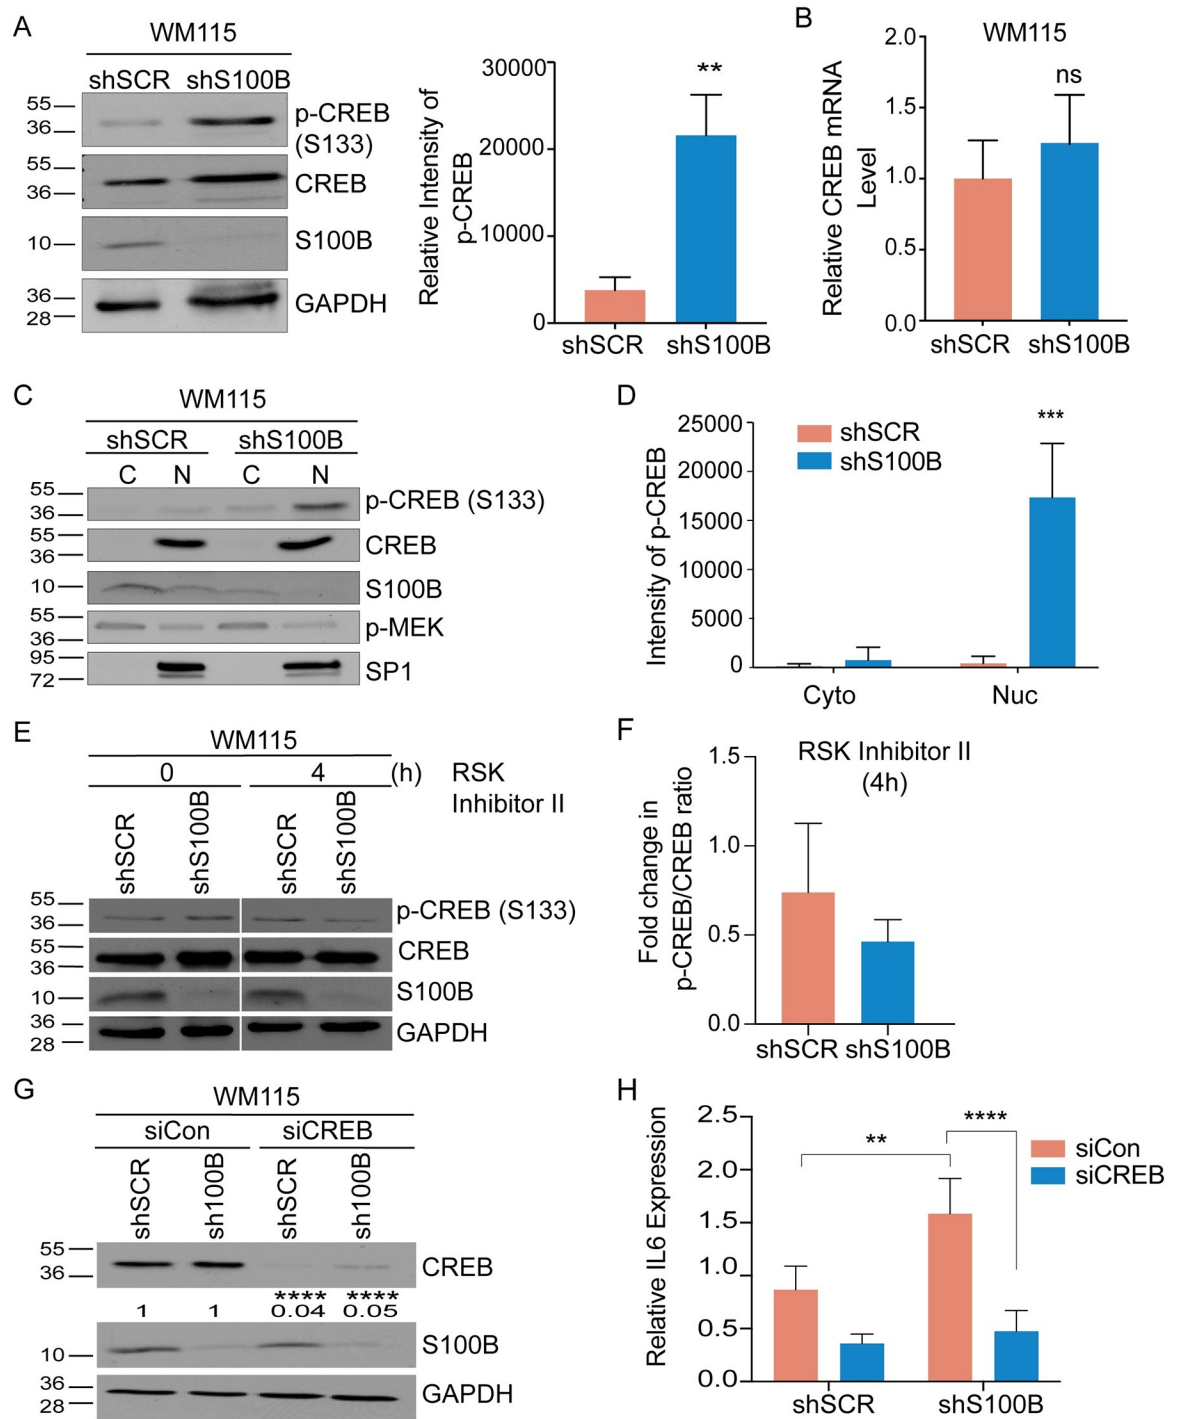 A
WM115
shSCR shS100B
55
36
p-CREB
(S133)
55
36
CREB
10
S100B
36
28
GAPDH
Relative Intensity of
p-CREB
30000
20000
10000
0
**
shSCR shS100B
B
WM115
Relative CREB mRNA
Level
2.0
1.5
1.0
0.5
0.0
ns
shSCR shS100B
C
WM115
shSCR shS100B
C N C N
55
36
p-CREB (S133)
55
36
CREB
10
S100B
55
36
p-MEK
95
72
SP1
D
Intensity of p-CREB
25000
20000
15000
10000
5000
0
shSCR
shS100B
***
Cyto Nuc
E
WM115
0 4 (h)
RSK
Inhibitor II
shSCR
shS100B
shSCR
shS100B
55
36
p-CREB (S133)
55
36
CREB
10
S100B
36
28
GAPDH
F
RSK Inhibitor II
(4h)
Fold change in
p-CREB/CREB ratio
1.5
1.0
0.5
0.0
shSCR shS100B
G
WM115
siCon siCREB
shSCR
sh100B
shSCR
sh100B
55
36
CREB
**** ****
1 1 0.04 0.05
10
S100B
36
28
GAPDH
H
Relative IL6 Expression
2.5
2.0
1.5
1.0
0.5
0.0
**
****
siCon
siCREB
shSCR shS100B